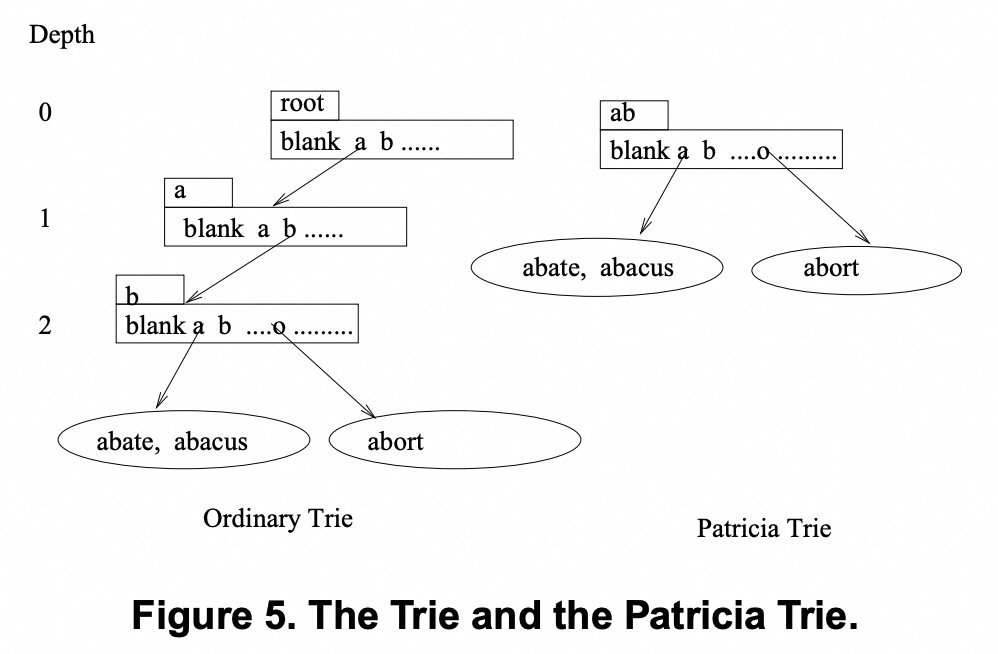 Depth
0
root
blank a b ......
ab
blank a b ....o .........
a
1
blank a b ......
abate, abacus
abort
b
2
blank a b ....o .........
abate, abacus
abort
Ordinary Trie
Patricia Trie
Figure 5. The Trie and the Patricia Trie.